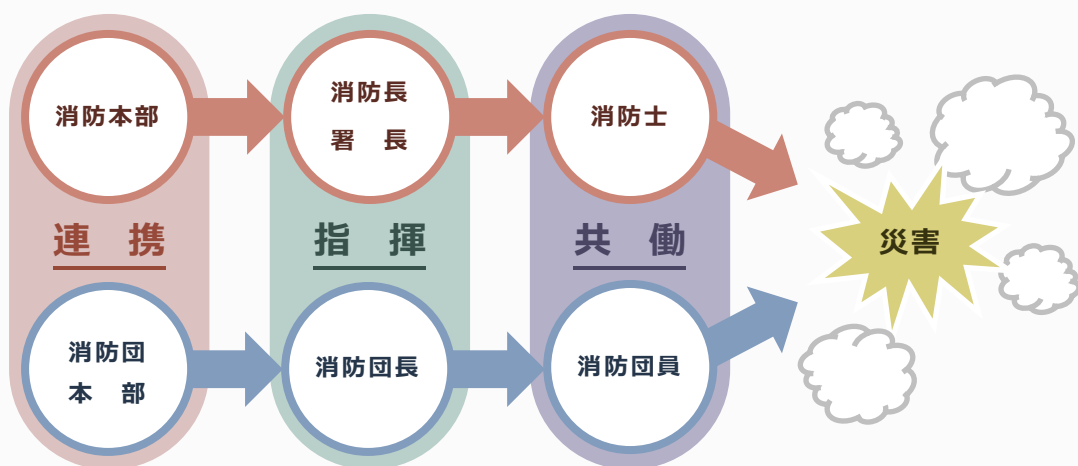 消防本部
消防長
署　長
消防士
連　携
指　揮
共　働
災害
消防団
本　部
消防団長
消防団員